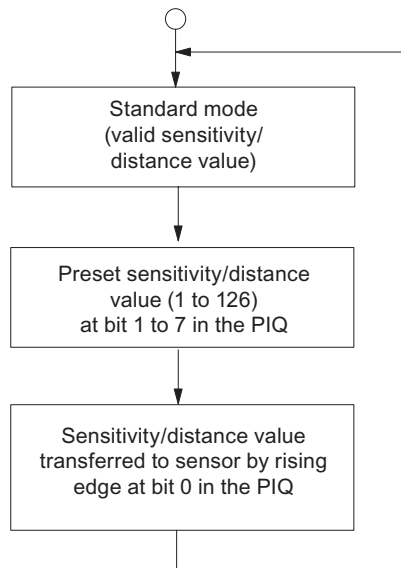 Standard mode
(valid sensitivity/
distance value)
Preset sensitivity/distance
value (1 to 126)
at bit 1 to 7 in the PIQ
Sensitivity/distance value
transferred to sensor by rising
edge at bit 0 in the PIQ